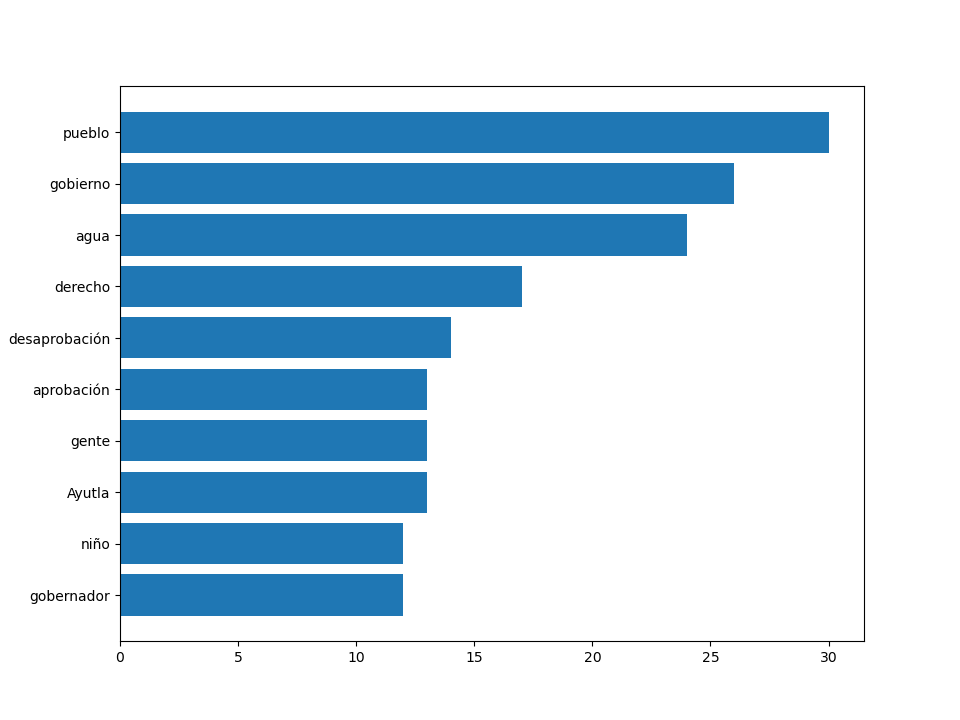 pueblo
gobierno
agua
derecho
desaprobación
aprobación
gente
Ayutla
niño
gobernador
0 5 10 15 20 25 30